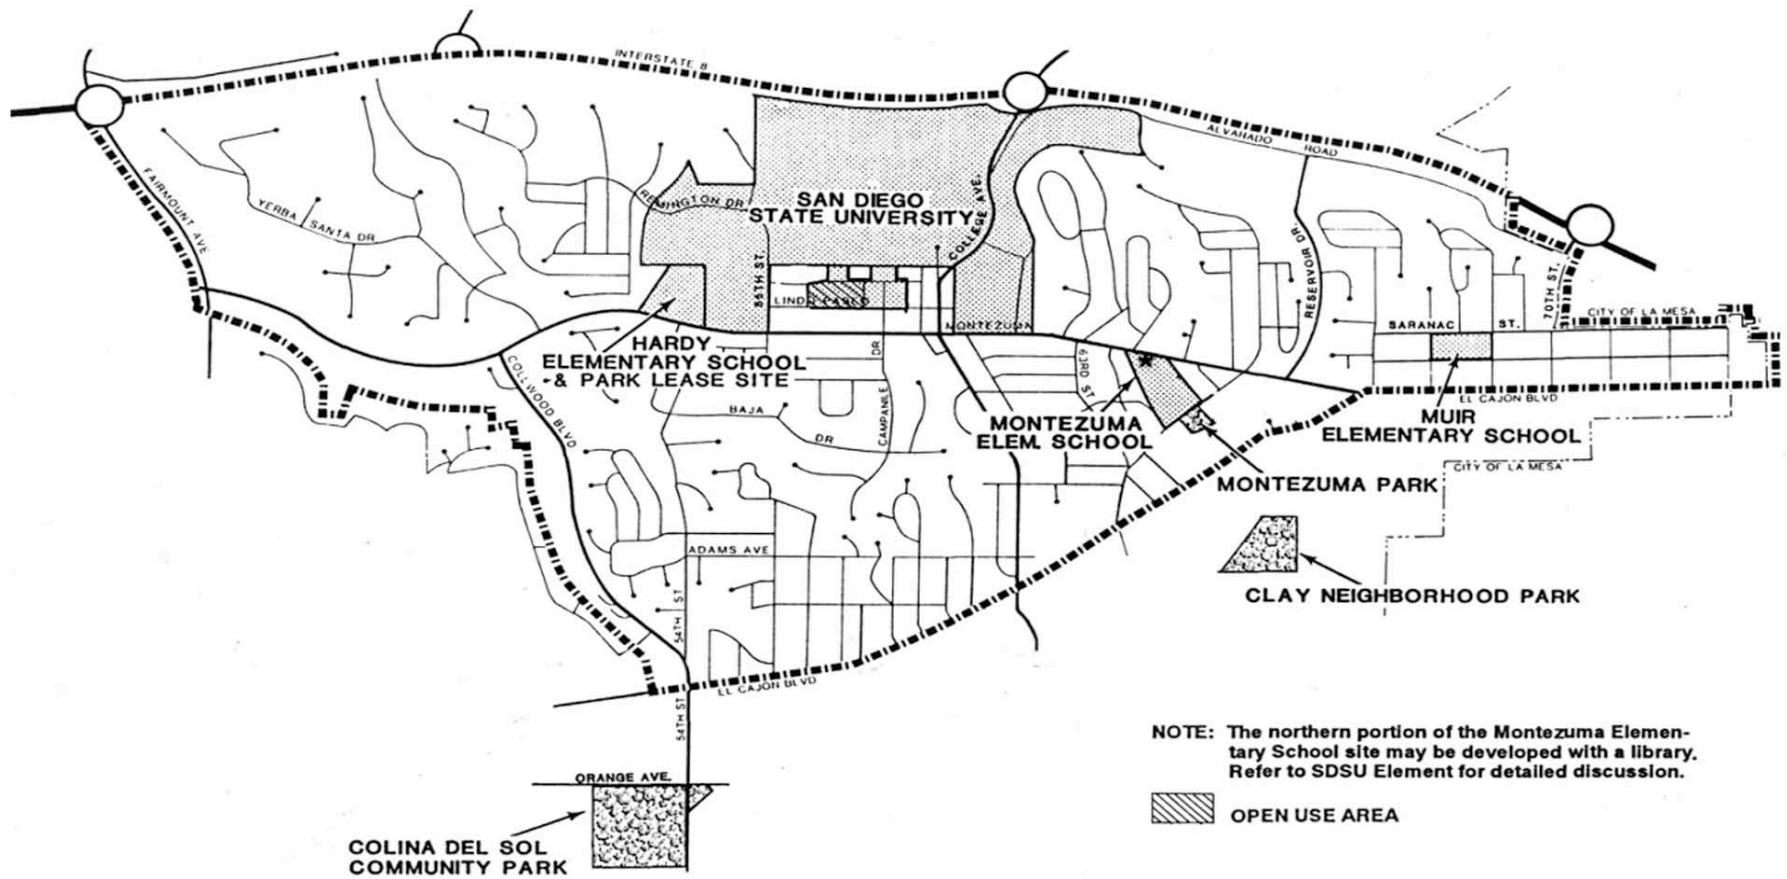 INTERSTATE 8
ALVARADO
ROAD
FAIRMOUNT AVE
YERBA SANTA DR
REMINGTON DR
SAN DIEGO
STATE UNIVERSITY
COLLEGE AVE.
RESERVOIR DR.
70TH ST.
CITY OF LA MESA
55TH ST.
LINDO PASEO
MONTEZUMA
SARANAC ST.
HARDY
ELEMENTARY SCHOOL
& PARK LEASE SITE
COLLWOOD BLVD
BAJA DR
CAMPANILE DR
63RD ST
MONTEZUMA
ELEM. SCHOOL
EL CAJON BLVD
MUIR
ELEMENTARY SCHOOL
CITY OF LA MESA
MONTEZUMA PARK
ADAMS AVE
CLAY NEIGHBORHOOD PARK
54TH ST
EL CAJON BLVD
54TH ST.
ORANGE AVE.
COLINA DEL SOL
COMMUNITY PARK
NOTE: The northern portion of the Montezuma Elemen-
tary School site may be developed with a library.
Refer to SDSU Element for detailed discussion.
OPEN USE AREA